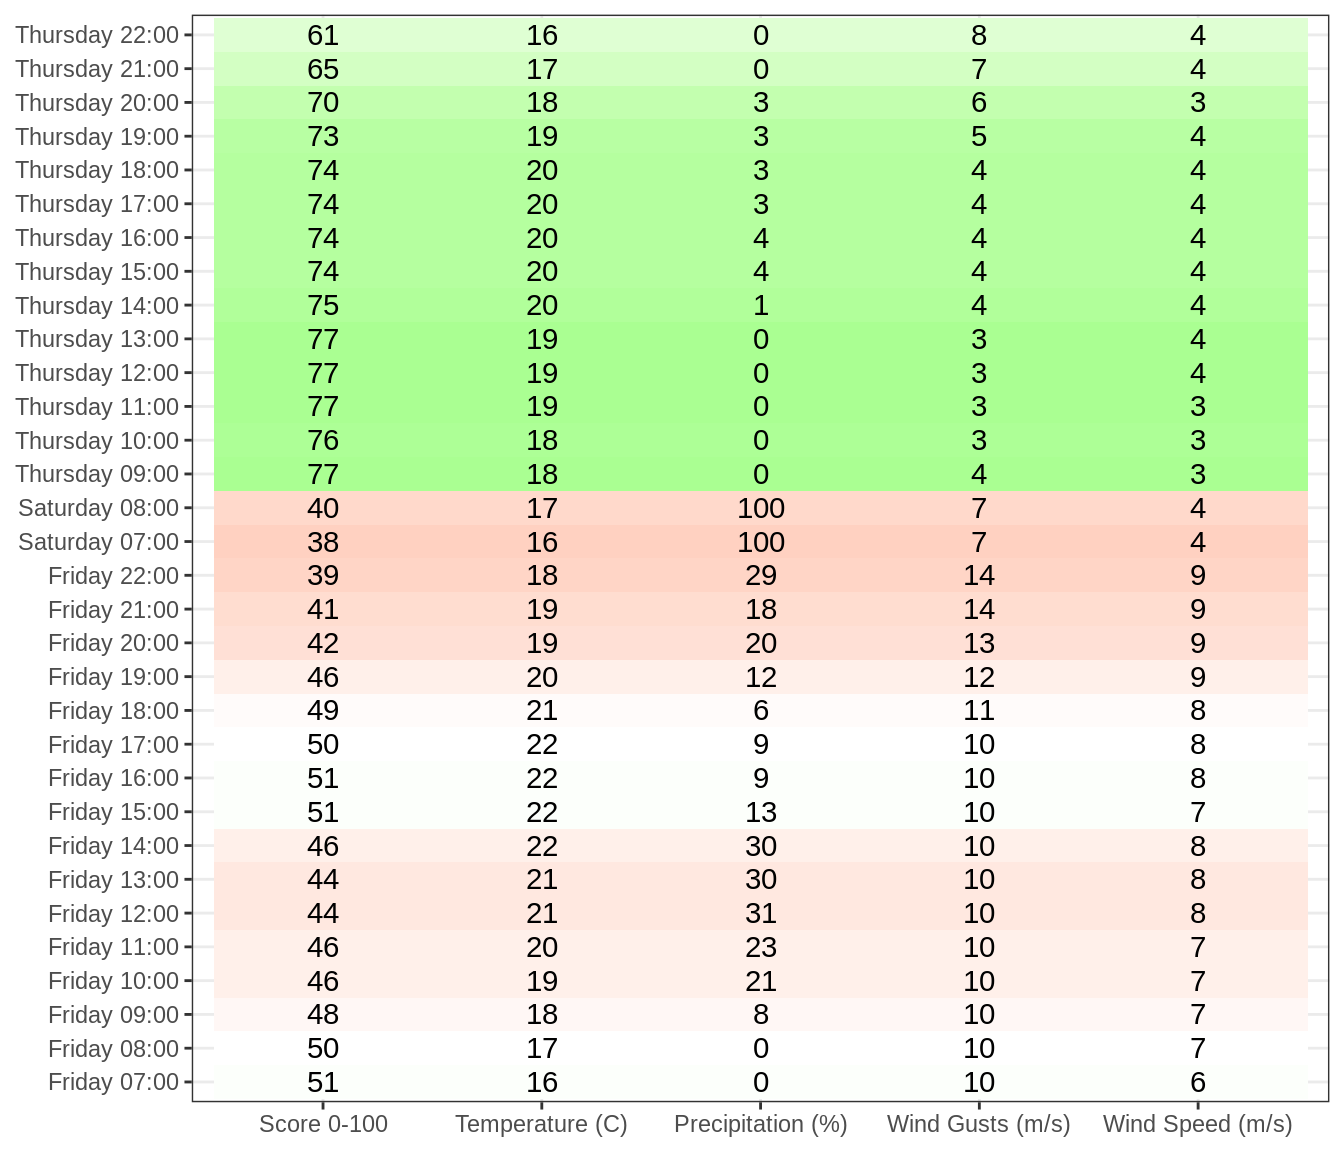 Thursday 22:00 61 16 0 8 4
Thursday 21:00 65 17 0 7 4
Thursday 20:00 70 18 3 6 3
Thursday 19:00 73 19 3 5 4
Thursday 18:00 74 20 3 4 4
Thursday 17:00 74 20 3 4 4
Thursday 16:00 74 20 4 4 4
Thursday 15:00 74 20 4 4 4
Thursday 14:00 75 20 1 4 4
Thursday 13:00 77 19 0 3 4
Thursday 12:00 77 19 0 3 4
Thursday 11:00 77 19 0 3 3
Thursday 10:00 76 18 0 3 3
Thursday 09:00 77 18 0 4 3
Saturday 08:00 40 17 100 7 4
Saturday 07:00 38 16 100 7 4
Friday 22:00 39 18 29 14 9
Friday 21:00 41 19 18 14 9
Friday 20:00 42 19 20 13 9
Friday 19:00 46 20 12 12 9
Friday 18:00 49 21 6 11 8
Friday 17:00 50 22 9 10 8
Friday 16:00 51 22 9 10 8
Friday 15:00 51 22 13 10 7
Friday 14:00 46 22 30 10 8
Friday 13:00 44 21 30 10 8
Friday 12:00 44 21 31 10 8
Friday 11:00 46 20 23 10 7
Friday 10:00 46 19 21 10 7
Friday 09:00 48 18 8 10 7
Friday 08:00 50 17 0 10 7
Friday 07:00 51 16 0 10 6
Score 0-100 Temperature (C) Precipitation (%) Wind Gusts (m/s) Wind Speed (m/s)